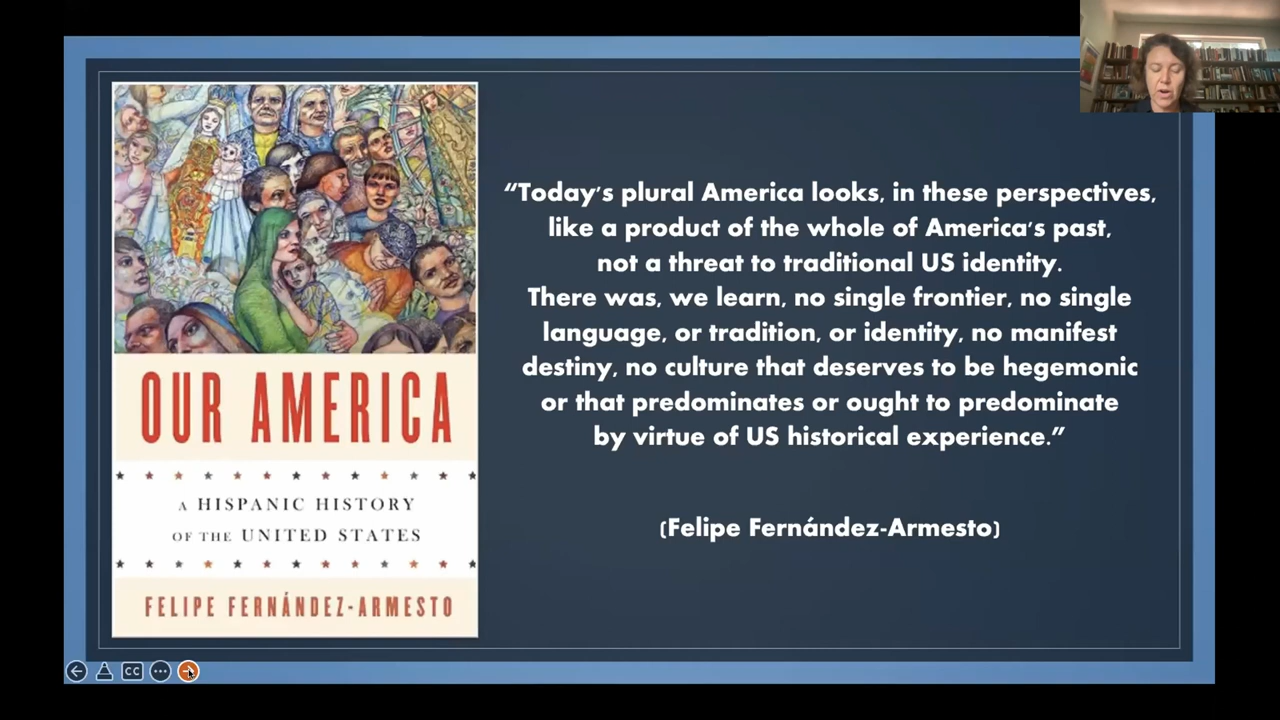 OUR AMERICA
A HISPANIC HISTORY
OF THE UNITED STATES
FELIPE FERNÁNDEZ-ARMESTO
“Today's plural America looks, in these perspectives,
like a product of the whole of America's past,
not a threat to traditional US identity.
There was, we learn, no single frontier, no single
language, or tradition, or identity, no manifest
destiny, no culture that deserves to be hegemonic
or that predominates or ought to predominate
by virtue of US historical experience.”
(Felipe Fernández-Armesto)
CC